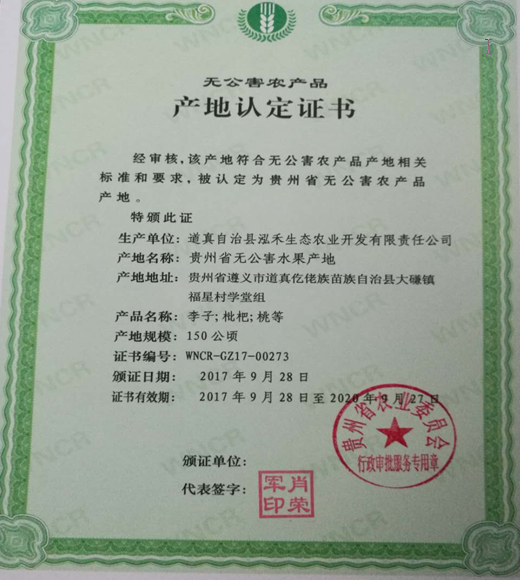 无公害农产品
产地认定证书
经审核,该产地符合无公害农产品产地相关
标准和要求,被认定为贵州省无公害农产品
产地。
特颁此证
生产单位: 道真自治县泓禾生态农业开发有限责任公司
产地名称: 贵州省无公害水果产地
产地地址: 贵州省遵义市道真仡佬族苗族自治县大磏镇
福星村学堂组
产品名称: 李子; 枇杷; 桃等
产地规模: 150公顷
证书编号: WNCR-GZ17-00273
颁证日期: 2017 年 9 月 28 日
证书有效期: 2017 年 9 月 28 日 至 2020 年 9 月 27 日
贵州省农业委员会
行政审批服务专用章
颁证单位:
代表签字:
肖荣军印
WNCR